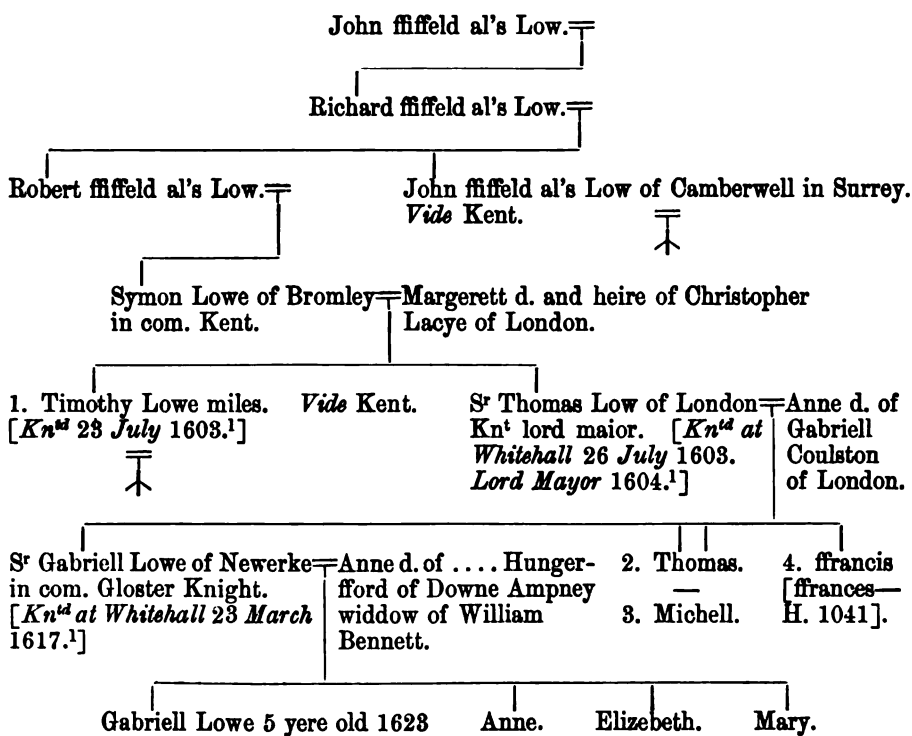 John ffiffeld al's Low.
Richard ffiffeld al's Low.
Robert ffiffeld al's Low.
John ffiffeld al's Low of Camberwell in Surrey.
Vide Kent.
Symon Lowe of Bromley
in com. Kent.
Margerett d. and heire of Christopher
Lacye of London.
1. Timothy Lowe miles. Vide Kent.
[Knᵗᵈ 23 July 1603.¹]
Sʳ Thomas Low of London
Knᵗ lord maior. [Knᵗᵈ at
Whitehall 26 July 1603.
Lord Mayor 1604.¹]
Anne d. of
Gabriell
Coulston
of London.
Sʳ Gabriell Lowe of Newerke
in com. Gloster Knight.
[Knᵗᵈ at Whitehall 23 March
1617.¹]
Anne d. of .... Hunger-
fford of Downe Ampney
widdow of William
Bennett.
2. Thomas.
—
3. Michell.
4. ffrancis
[ffrances—
H. 1041].
Gabriell Lowe 5 yere old 1623
Anne.
Elizebeth.
Mary.